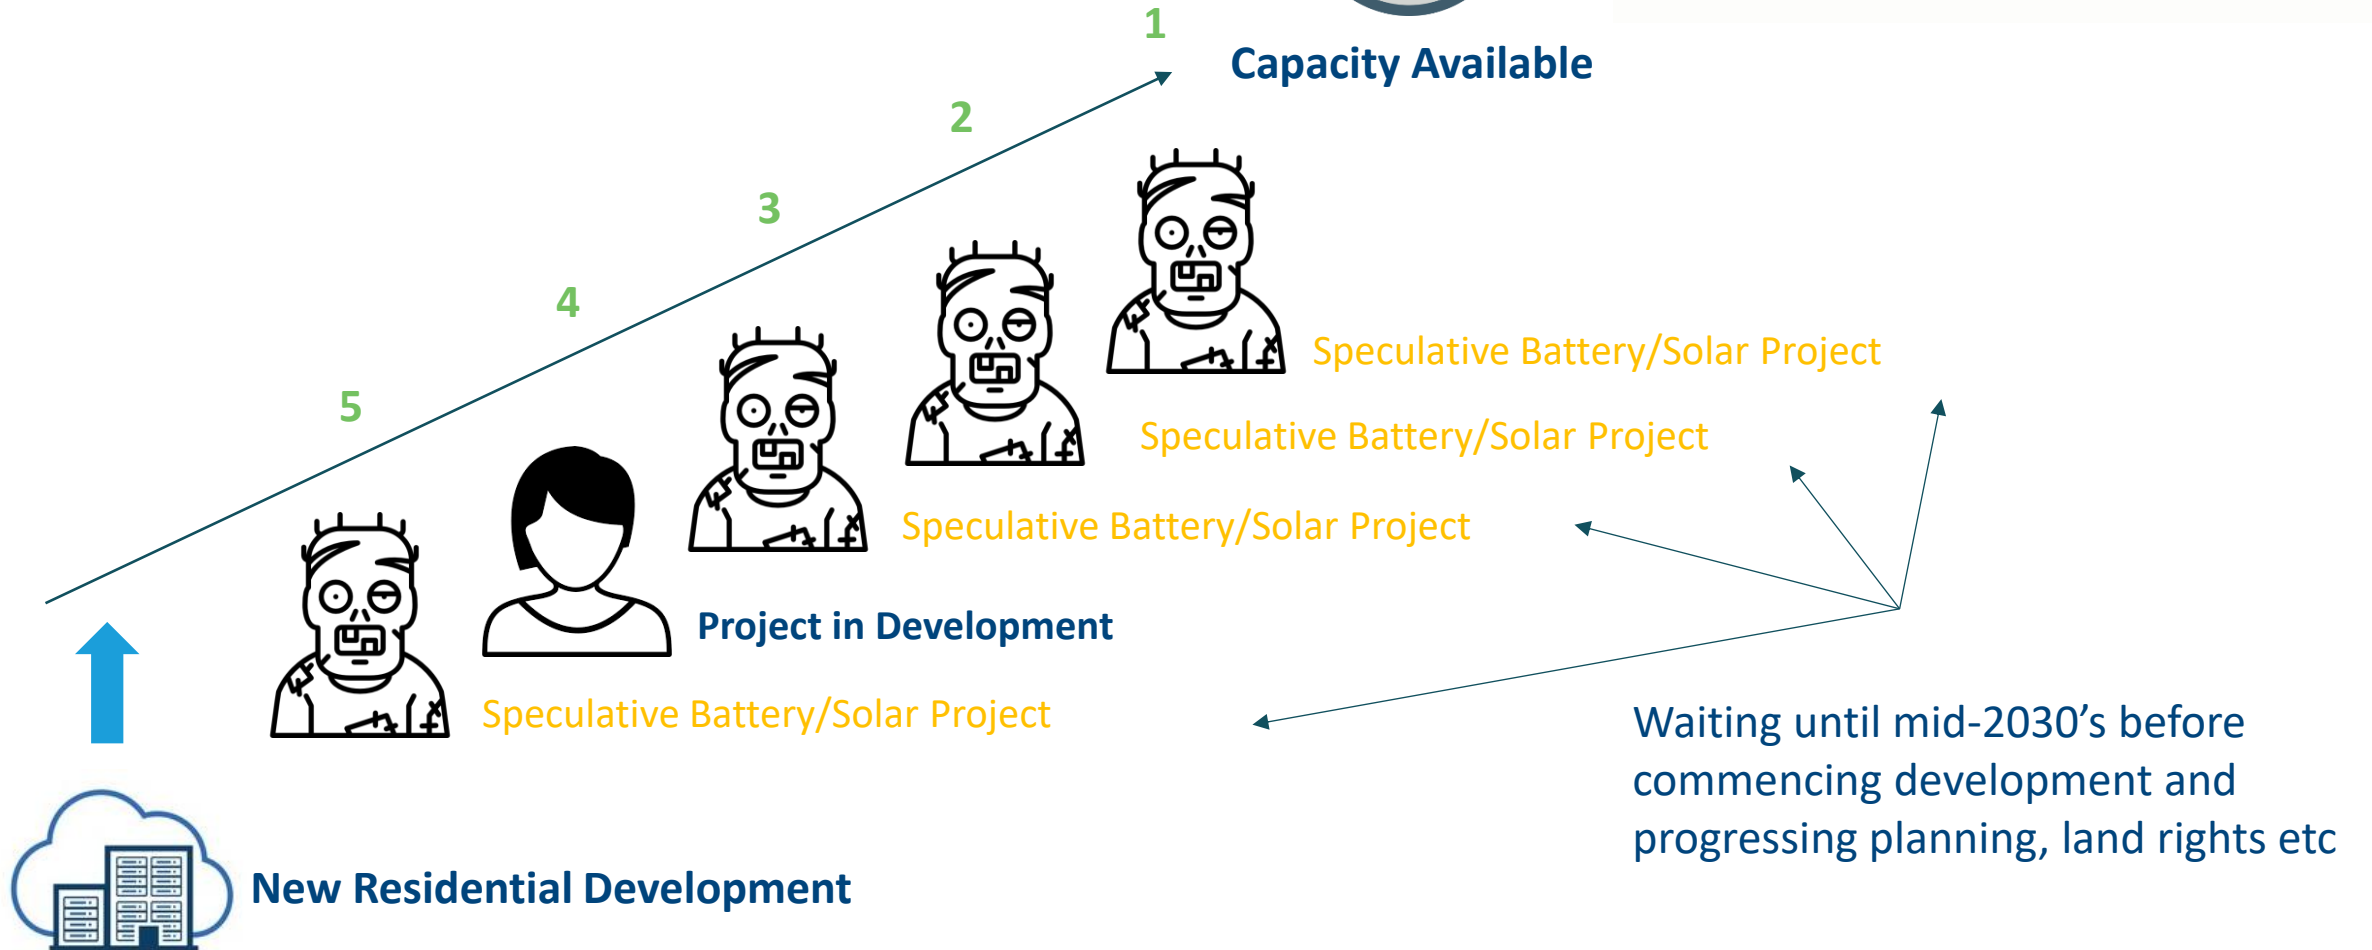 1
Capacity Available
2
3
4
5
Speculative Battery/Solar Project
Speculative Battery/Solar Project
Speculative Battery/Solar Project
Project in Development
Speculative Battery/Solar Project
Waiting until mid-2030's before
commencing development and
progressing planning, land rights etc
New Residential Development